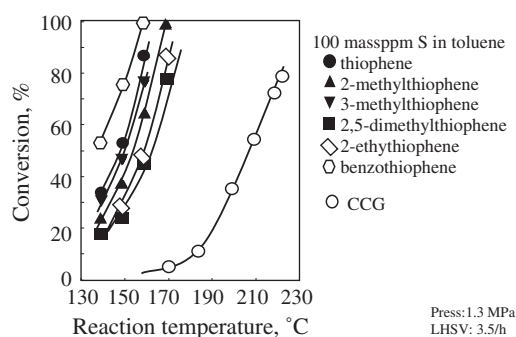 100
80
60
40
20
0
Conversion, %
130 150 170 190 210 230
Reaction temperature, °C
100 massppm S in toluene
thiophene
2-methylthiophene
3-methylthiophene
2,5-dimethylthiophene
2-ethythiophene
benzothiophene
CCG
Press:1.3 MPa
LHSV: 3.5/h